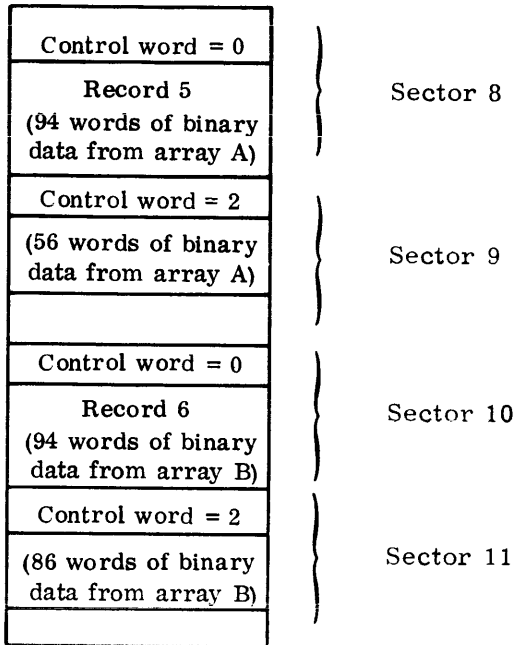 Control word = 0
Record 5
(94 words of binary
data from array A)
Sector 8
Control word = 2
(56 words of binary
data from array A)
Sector 9
Control word = 0
Record 6
(94 words of binary
data from array B)
Sector 10
Control word = 2
(86 words of binary
data from array B)
Sector 11